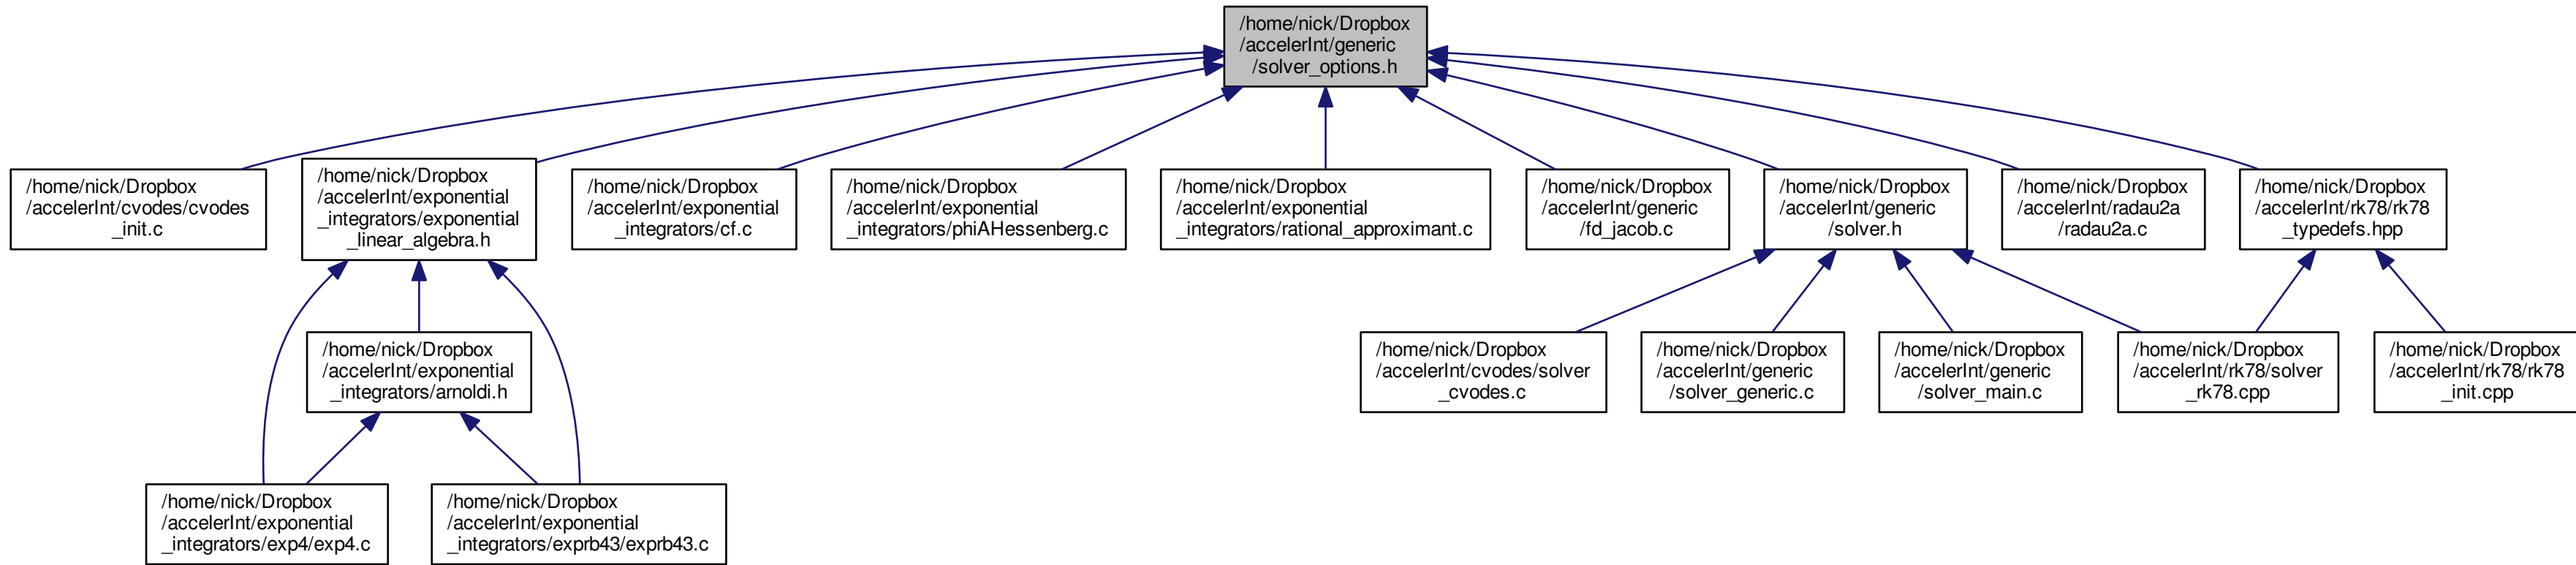 /home/nick/Dropbox
/accelerInt/generic
/solver_options.h
/home/nick/Dropbox
/accelerInt/cvodes/cvodes
_init.c
/home/nick/Dropbox
/accelerInt/exponential
_integrators/exponential
_linear_algebra.h
/home/nick/Dropbox
/accelerInt/exponential
_integrators/cf.c
/home/nick/Dropbox
/accelerInt/exponential
_integrators/phiAHessenberg.c
/home/nick/Dropbox
/accelerInt/exponential
_integrators/rational_approximant.c
/home/nick/Dropbox
/accelerInt/generic
/fd_jacob.c
/home/nick/Dropbox
/accelerInt/generic
/solver.h
/home/nick/Dropbox
/accelerInt/radau2a
/radau2a.c
/home/nick/Dropbox
/accelerInt/rk78/rk78
_typedefs.hpp
/home/nick/Dropbox
/accelerInt/exponential
_integrators/arnoldi.h
/home/nick/Dropbox
/accelerInt/cvodes/solver
_cvodes.c
/home/nick/Dropbox
/accelerInt/generic
/solver_generic.c
/home/nick/Dropbox
/accelerInt/generic
/solver_main.c
/home/nick/Dropbox
/accelerInt/rk78/solver
_rk78.cpp
/home/nick/Dropbox
/accelerInt/rk78/rk78
_init.cpp
/home/nick/Dropbox
/accelerInt/exponential
_integrators/exp4/exp4.c
/home/nick/Dropbox
/accelerInt/exponential
_integrators/exprb43/exprb43.c